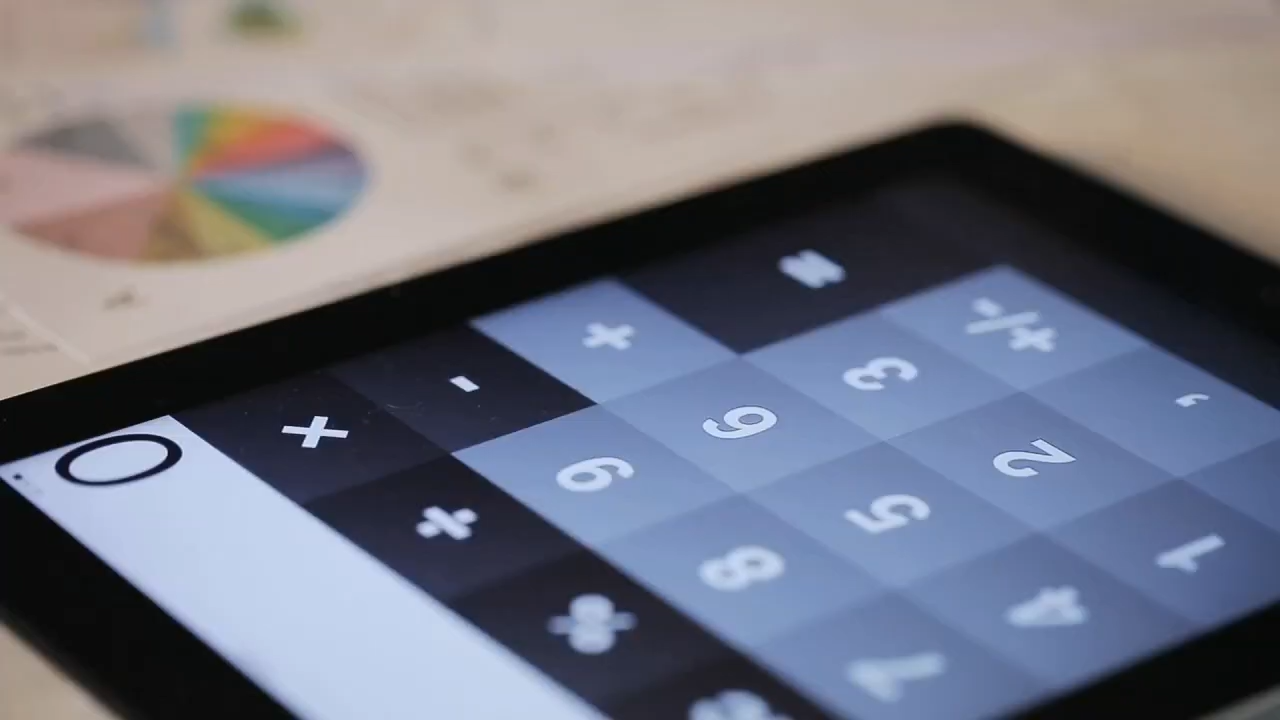 0
% ÷ ×
7 8 9 -
4 5 6 +
1 2 3 =
, +/-